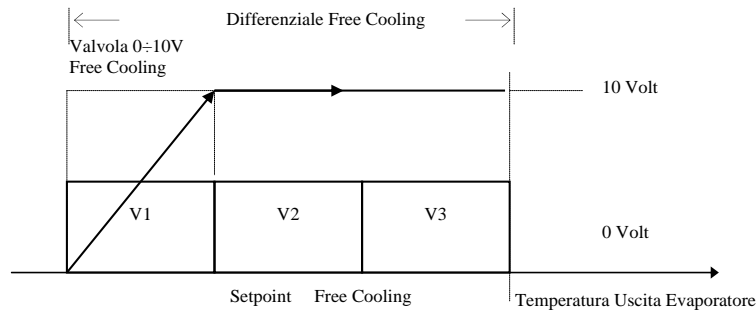 Differenziale Free Cooling
Valvola 0÷10V
Free Cooling
10 Volt
V1
V2
V3
0 Volt
Setpoint Free Cooling
Temperatura Uscita Evaporatore